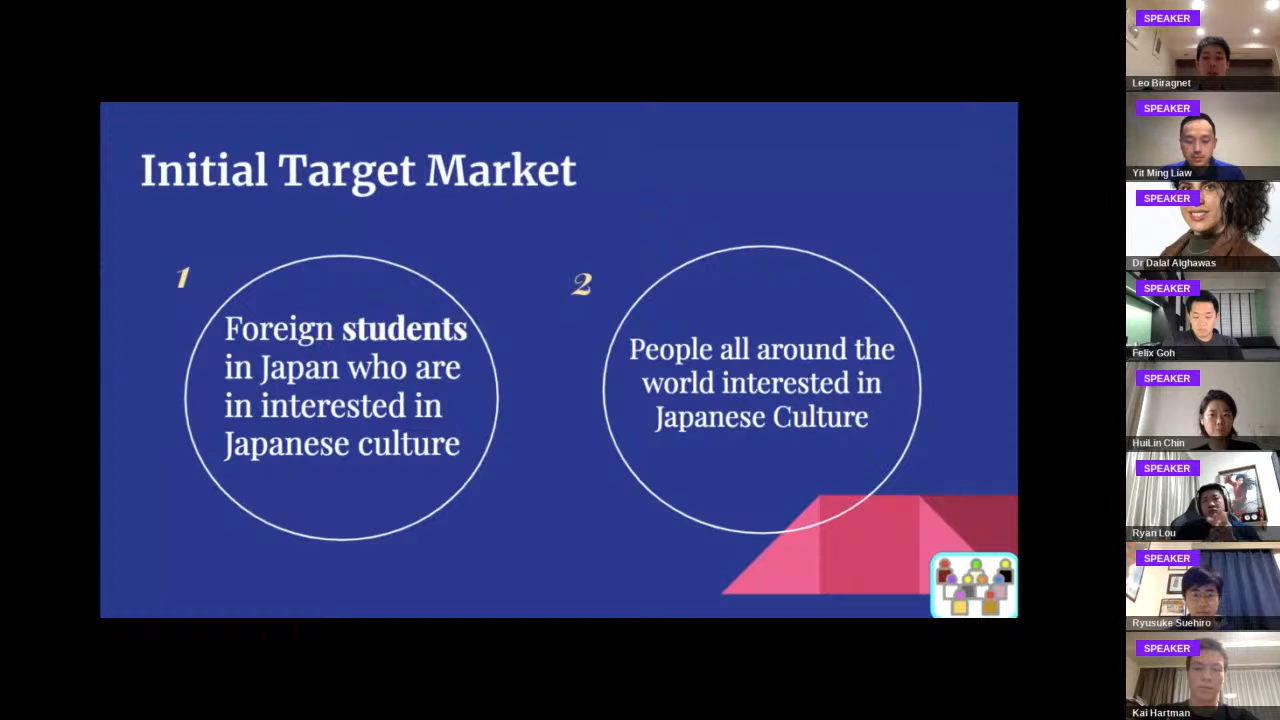 Initial Target Market
1
Foreign students
in Japan who are
in interested in
Japanese culture
2
People all around the
world interested in
Japanese Culture
SPEAKER
Leo Biragnet
SPEAKER
Yit Ming Liaw
SPEAKER
Dr Dalal Alghawas
SPEAKER
Felix Goh
SPEAKER
HuiLin Chin
SPEAKER
Ryan Lou
SPEAKER
Ryusuke Suehiro
SPEAKER
Kai Hartman